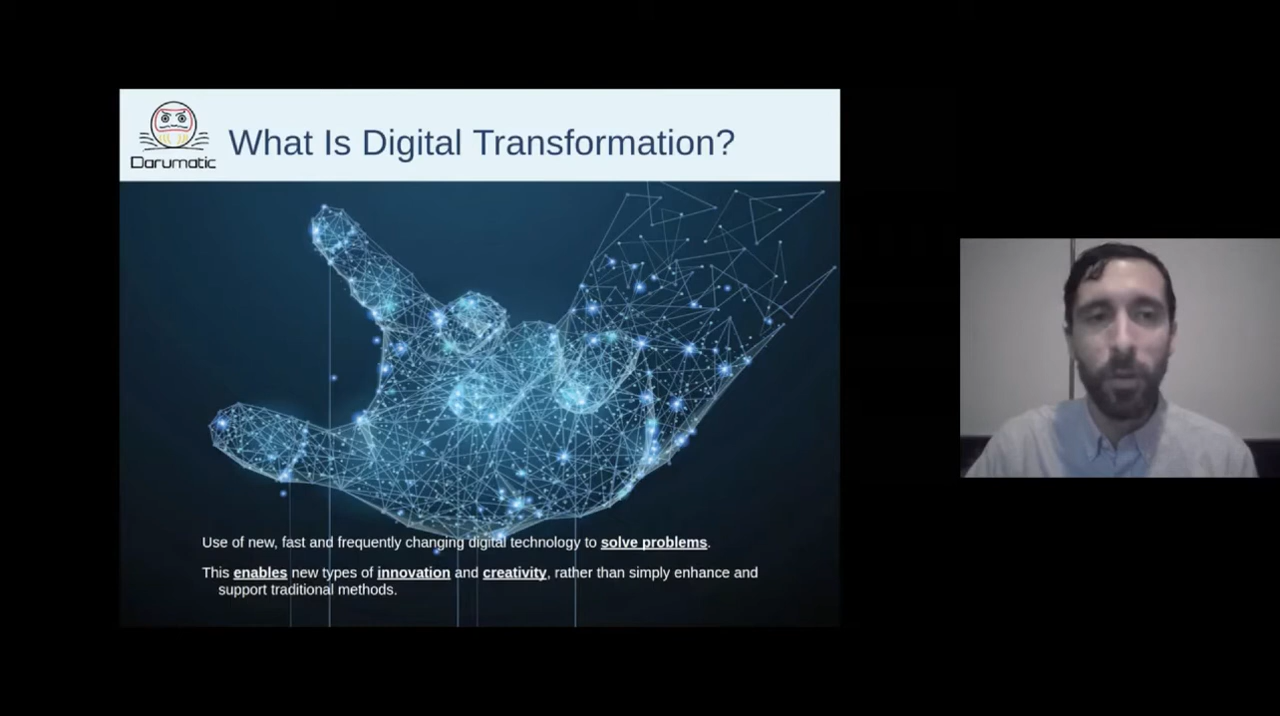 Darumatic
What Is Digital Transformation?
Use of new, fast and frequently changing digital technology to solve problems.
This enables new types of innovation and creativity, rather than simply enhance and
support traditional methods.